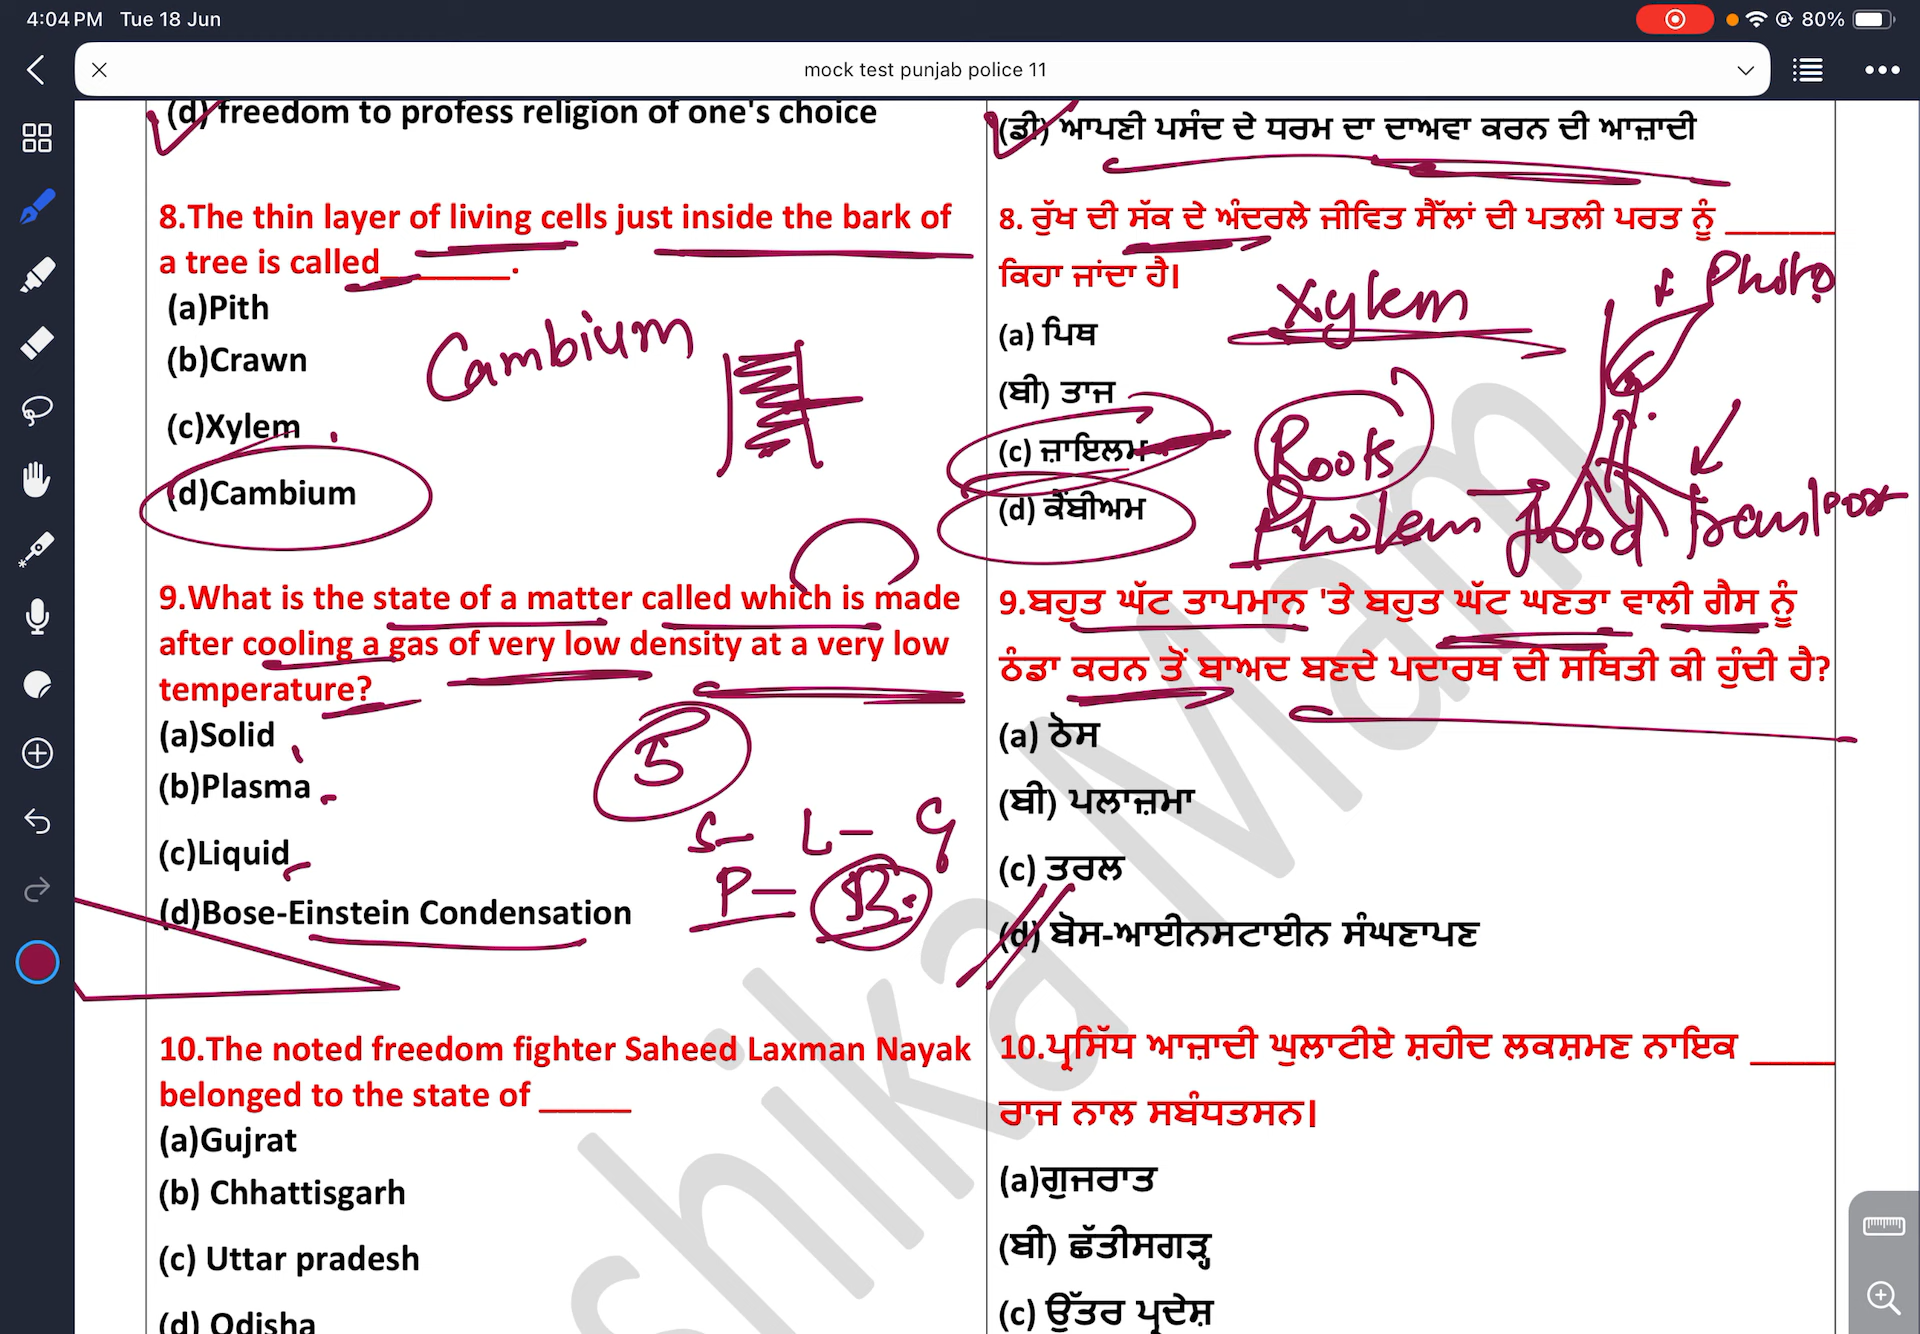 4:04 PM Tue 18 Jun
80%
mock test punjab police 11
(d) freedom to profess religion of one's choice
8.The thin layer of living cells just inside the bark of
a tree is called_______.
(a)Pith
(b)Crawn
(c)Xylem
(d)Cambium
Cambium
9.What is the state of a matter called which is made
after cooling a gas of very low density at a very low
temperature?
(a)Solid
(b)Plasma
(c)Liquid
(d)Bose-Einstein Condensation
5
S- L- G
P- B.
10.The noted freedom fighter Saheed Laxman Nayak
belonged to the state of _____
(a)Gujrat
(b) Chhattisgarh
(c) Uttar pradesh
(d) Odisha
(ਡੀ) ਆਪਣੀ ਪਸੰਦ ਦੇ ਧਰਮ ਦਾ ਦਾਅਵਾ ਕਰਨ ਦੀ ਆਜ਼ਾਦੀ
8. ਰੁੱਖ ਦੀ ਸੱਕ ਦੇ ਅੰਦਰਲੇ ਜੀਵਿਤ ਸੈੱਲਾਂ ਦੀ ਪਤਲੀ ਪਰਤ ਨੂੰ ______
ਕਿਹਾ ਜਾਂਦਾ ਹੈ।
(a) ਪਿਥ
(ਬੀ) ਤਾਜ
(c) ਜ਼ਾਇਲਮ
(d) ਕੈਂਬੀਅਮ
Xylem
Photo
Roots
Pholem → food transport
9.ਬਹੁਤ ਘੱਟ ਤਾਪਮਾਨ 'ਤੇ ਬਹੁਤ ਘੱਟ ਘਣਤਾ ਵਾਲੀ ਗੈਸ ਨੂੰ
ਠੰਡਾ ਕਰਨ ਤੋਂ ਬਾਅਦ ਬਣਦੇ ਪਦਾਰਥ ਦੀ ਸਥਿਤੀ ਕੀ ਹੁੰਦੀ ਹੈ?
(a) ਠੋਸ
(ਬੀ) ਪਲਾਜ਼ਮਾ
(c) ਤਰਲ
(d) ਬੋਸ-ਆਈਨਸਟਾਈਨ ਸੰਘਣਾਪਣ
10.ਪ੍ਰਸਿੱਧ ਆਜ਼ਾਦੀ ਘੁਲਾਟੀਏ ਸ਼ਹੀਦ ਲਕਸ਼ਮਣ ਨਾਇਕ _____
ਰਾਜ ਨਾਲ ਸਬੰਧਤਸਨ।
(a)ਗੁਜਰਾਤ
(ਬੀ) ਛੱਤੀਸਗੜ੍ਹ
(c) ਉੱਤਰ ਪ੍ਰਦੇਸ਼
shika Mam